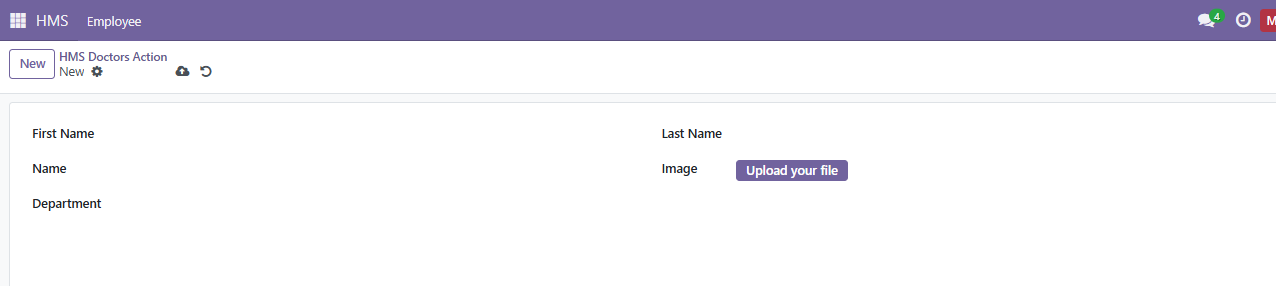 HMS Employee 4 M
New HMS Doctors Action
New
First Name Last Name
Name Image Upload your file
Department